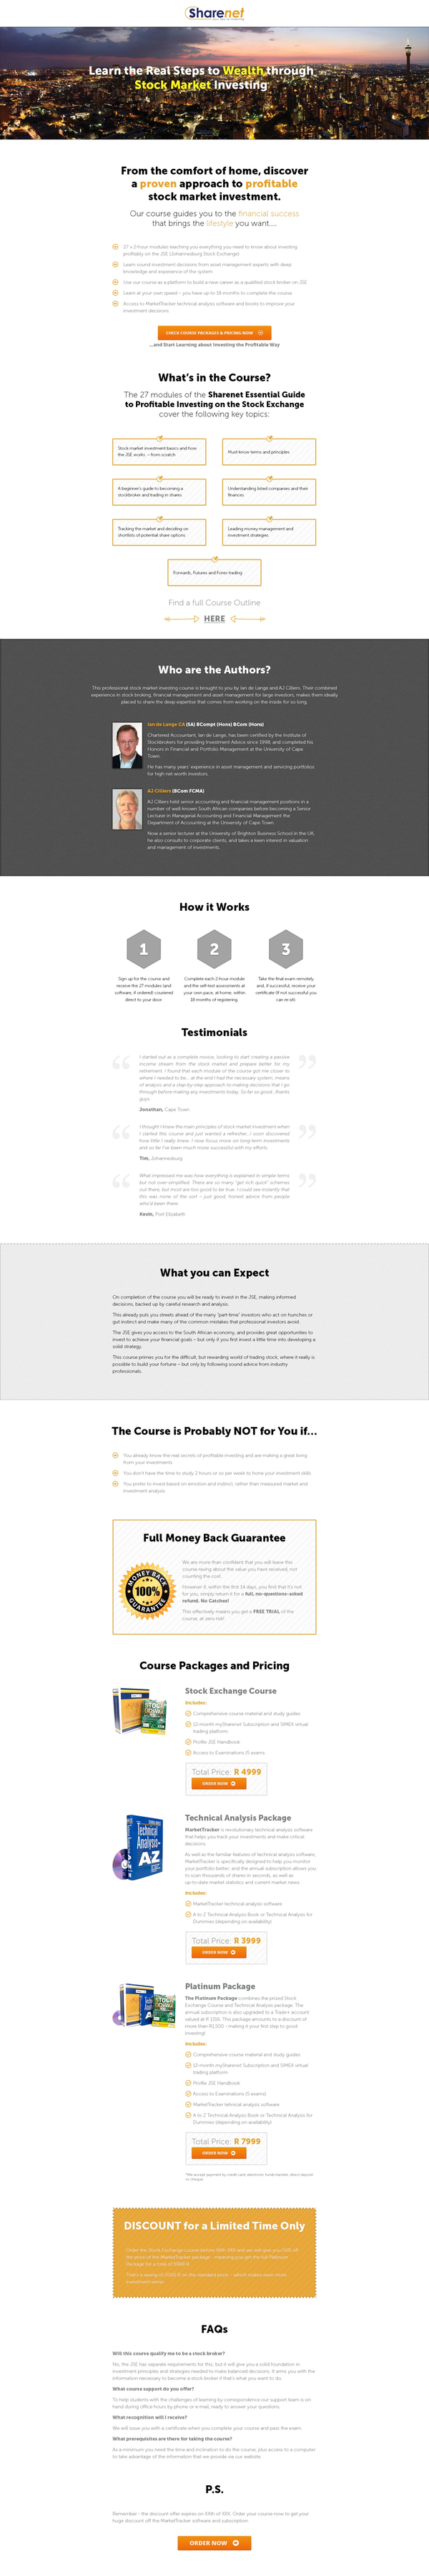 Sharenet
Learn the Real Steps to Wealth through
Stock Market Investing
From the comfort of home, discover
a proven approach to profitable
stock market investment.
Our course guides you to the financial success
that brings the lifestyle you want....
27 x 2-hour modules teaching you everything you need to know about investing
profitably on the JSE (Johannesburg Stock Exchange)
Learn sound investment decisions from asset management experts with deep
knowledge and experience of the system
Use our course as a platform to build a new career as a qualified stock broker on JSE
Learn at your own speed – you have up to 18 months to complete the course
Access to MarketTracker technical analysis software and books to improve your
investment decisions
CHECK COURSE PACKAGES & PRICING NOW
...and Start Learning about Investing the Profitable Way
What's in the Course?
The 27 modules of the Sharenet Essential Guide
to Profitable Investing on the Stock Exchange
cover the following key topics:
Stock market investment basics and how
the JSE works – from scratch
Must-know terms and principles
A beginner's guide to becoming a
stockbroker and trading in shares
Understanding listed companies and their
finances
Tracking the market and deciding on
shortlists of potential share options
Leading money management and
investment strategies
Forwards, Futures and Forex trading
Find a full Course Outline
HERE
Who are the Authors?
This professional stock market investing course is brought to you by Ian de Lange and AJ Cilliers. Their combined
experience in stock broking, financial management and asset management for large investors, makes them ideally
placed to share the deep expertise that comes from working on the inside for so long.
Ian de Lange CA (SA) BCompt (Hons) BCom (Hons)
Chartered Accountant, Ian de Lange, has been certified by the Institute of
Stockbrokers for providing Investment Advice since 1998, and completed his
Honors in Financial and Portfolio Management at the University of Cape
Town.
He has many years' experience in asset management and servicing portfolios
for high net worth investors.
AJ Cilliers (BCom FCMA)
AJ Cilliers held senior accounting and financial management positions in a
number of well-known South African companies before becoming a Senior
Lecturer in Managerial Accounting and Financial Management the
Department of Accounting at the University of Cape Town.
Now a senior lecturer at the University of Brighton Business School in the UK,
he also consults to corporate clients, and takes a keen interest in valuation
and management of investments.
How it Works
1
2
3
Sign up for the course and
receive the 27 modules (and
software, if ordered) couriered
direct to your door.
Complete each 2-hour module
and the self-test assessments at
your own pace, at home, within
18 months of registering.
Take the final exam remotely
and, if successful, receive your
certificate (if not successful you
can re-sit)
Testimonials
I started out as a complete novice, looking to start creating a passive
income stream from the stock market and prepare better for my
retirement. I found that each module of the course got me closer to
where I needed to be... at the end I had the necessary system, means
of analysis and a step-by-step approach to making decisions that I go
through before making any investments today. So far so good...thanks
guys.
Jonathan, Cape Town
I thought I knew the main principles of stock market investment when
I started this course and just wanted a refresher. I soon discovered
how little I really knew. I now focus more on long-term investments
and so far I've been much more successful with my efforts.
Tim, Johannesburg
What impressed me was how everything is explained in simple terms
but not over-simplified. There are so many "get rich quick" schemes
out there, but most are too good to be true. I could see instantly that
this was none of the sort – just good, honest advice from people
who'd been there.
Kevin, Port Elizabeth
What you can Expect
On completion of the course you will be ready to invest in the JSE, making informed
decisions, backed up by careful research and analysis.
This already puts you streets ahead of the many "part-time" investors who act on hunches or
gut instinct and make many of the common mistakes that professional investors avoid.
The JSE gives you access to the South African economy, and provides great opportunities to
invest to achieve your financial goals – but only if you first invest a little time into developing a
solid strategy.
This course primes you for the difficult, but rewarding world of trading stock, where it really is
possible to build your fortune – but only by following sound advice from industry
professionals.
The Course is Probably NOT for You if...
You already know the real secrets of profitable investing and are making a great living
from your investments
You don't have the time to study 2 hours or so per week to hone your investment skills
You prefer to invest based on emotion and instinct, rather than measured market and
investment analysis
Full Money Back Guarantee
MONEY BACK
100%
GUARANTEE
We are more than confident that you will leave this
course raving about the value you have received, not
counting the cost.
However if, within the first 14 days, you find that it's not
for you, simply return it for a full, no-questions-asked
refund. No Catches!
This effectively means you get a FREE TRIAL of the
course, at zero risk!
Course Packages and Pricing
Stock Exchange Course
Includes:
Comprehensive course material and study guides
12-month mySharenet Subscription and SIMEX virtual
trading platform
Profile JSE Handbook
Access to Examinations (5 exams
Total Price: R 4999
ORDER NOW
Technical Analysis Package
MarketTracker is revolutionary technical analysis software
that helps you track your investments and make critical
decisions.
As well as the familiar features of technical analysis software,
MarketTracker is specifically designed to help you monitor
your portfolio better, and the annual subscription allows you
to scan thousands of shares in seconds, as well as
up-to-date market statistics and current market news.
Includes:
MarketTracker technical analysis software
A to Z Technical Analysis Book or Technical Analysis for
Dummies (depending on availability)
Total Price: R 3999
ORDER NOW
Platinum Package
The Platinum Package combines the prized Stock
Exchange Course and Technical Analysis package. The
annual subscription is also upgraded to a Trade+ account
valued at R 1116. This package amounts to a discount of
more than R1,100 - making it your first step to good
investing!
Includes:
Comprehensive course material and study guides
12-month mySharenet Subscription and SIMEX virtual
trading platform
Profile JSE Handbook
Access to Examinations (5 exams)
MarketTracker tehnical analysis software
A to Z Technical Analysis Book or Technical Analysis for
Dummies (depending on availability)
Total Price: R 7999
ORDER NOW
*We accept payment by credit card, electronic bank transfer, direct deposit
or cheque
DISCOUNT for a Limited Time Only
FAQs
Will this course qualify me to be a stock broker?
No, the JSE has separate requirements for this, but it will give you a solid foundation in
investment principles and strategies needed to make balanced decisions. It arms you with the
information necessary to become a stock broker if that's what you want to do.
What course support do you offer?
To help students with the challenges of learning by correspondence our support team is on
hand during office hours by phone or e-mail, ready to answer your questions.
What recognition will I receive?
We will issue you with a certificate when you complete your course and pass the exam.
What prerequisites are there for taking the course?
As a minimum you need the time and inclination to do the course, plus access to a computer
to take advantage of the information that we provide via our website.
P.S.
Remember - the discount offer expires on XXth of XXX. Order your course now to get your
huge discount off the MarketTracker software and subscription.
ORDER NOW